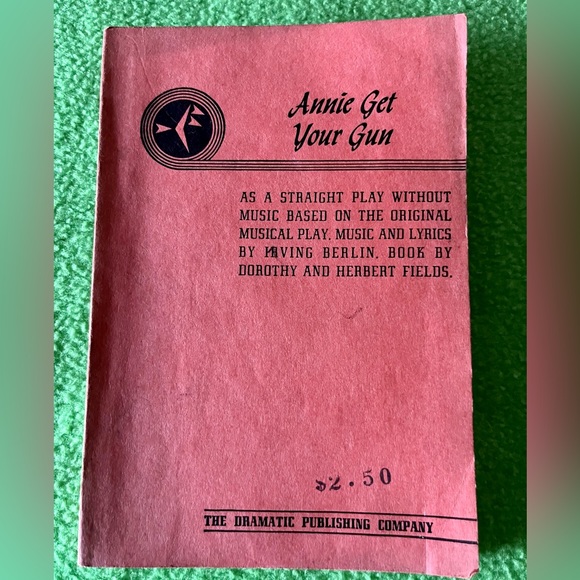 Annie Get
Your Gun
AS A STRAIGHT PLAY WITHOUT
MUSIC BASED ON THE ORIGINAL
MUSICAL PLAY. MUSIC AND LYRICS
BY IRVING BERLIN. BOOK BY
DOROTHY AND HERBERT FIELDS.
$2.50
THE DRAMATIC PUBLISHING COMPANY